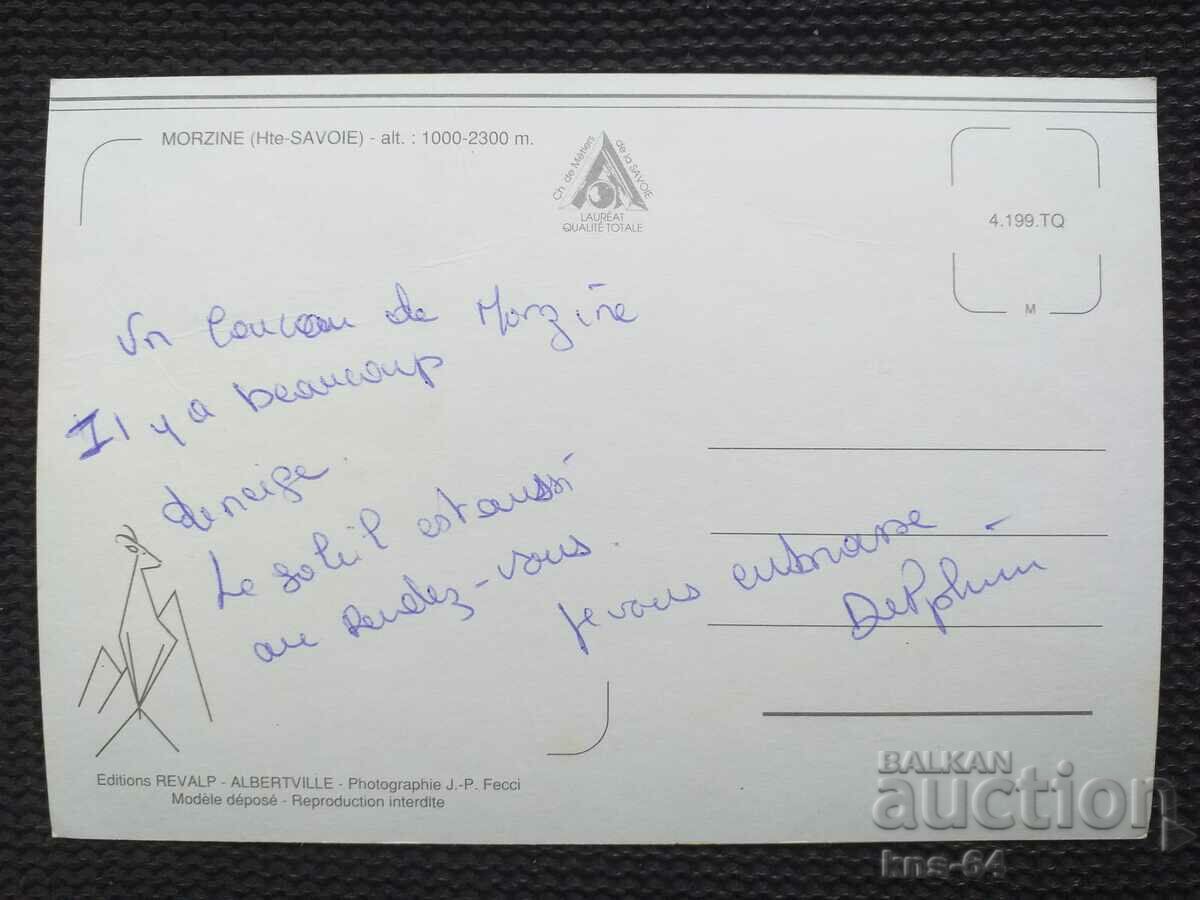 MORZINE (Hte-SAVOIE) - alt. : 1000-2300 m.
Ch. de Métiers de la SAVOIE
LAURÉAT
QUALITÉ TOTALE
4.199.TQ
M
Un Coucou de Morzine
Il y a beaucoup
de neige.
Le soleil est aussi
au Rendez-vous.
Je vous embrasse
Delphine
Editions REVALP - ALBERTVILLE - Photographie J.-P. Fecci
Modèle déposé - Reproduction interdite
BALKAN
auction
kns-64